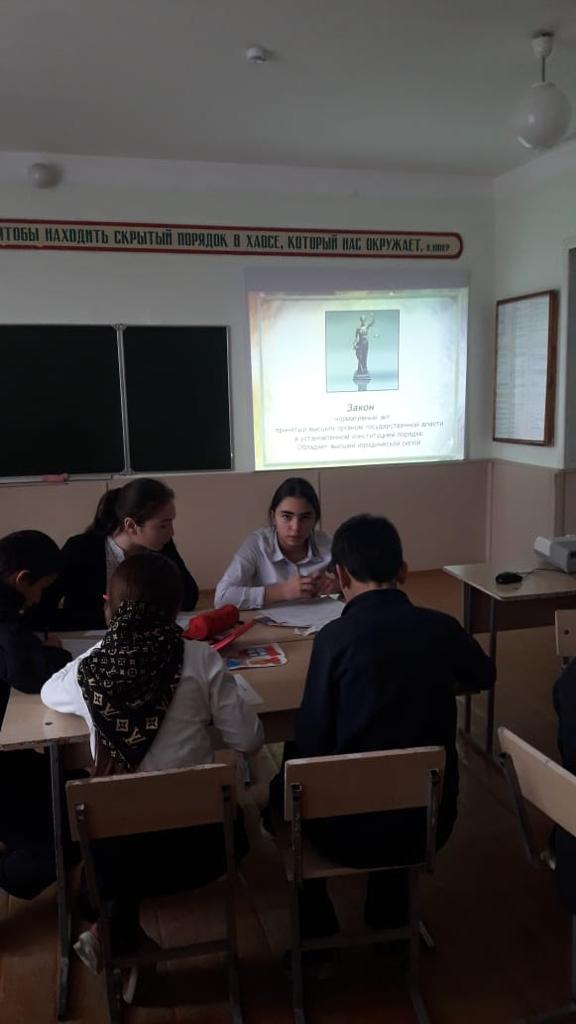 ЧТОБЫ НАХОДИТЬ СКРЫТЫЙ ПОРЯДОК В ХАОСЕ, КОТОРЫЙ НАС ОКРУЖАЕТ.
Закон
- нормативный акт
принятый высшим органом государственной власти
в установленном конституцией порядке.
Обладает высшей юридической силой